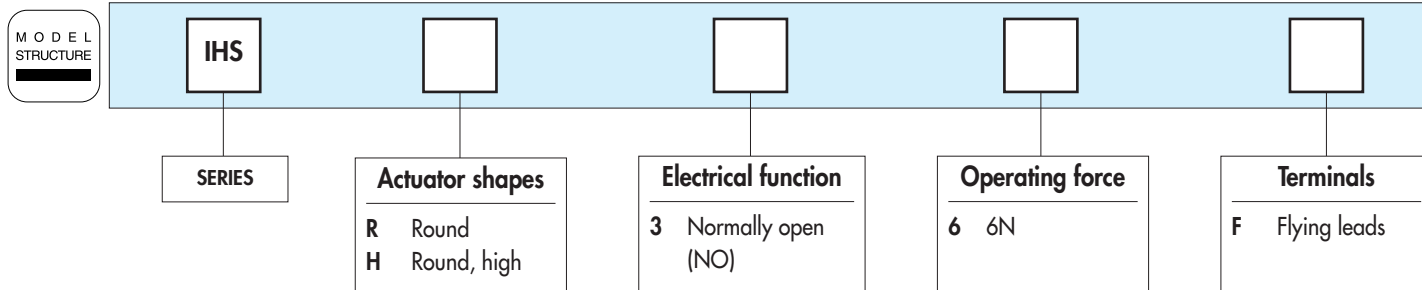 MODEL
STRUCTURE
IHS
SERIES
Actuator shapes
R Round
H Round, high
Electrical function
3 Normally open
(NO)
Operating force
6 6N
Terminals
F Flying leads